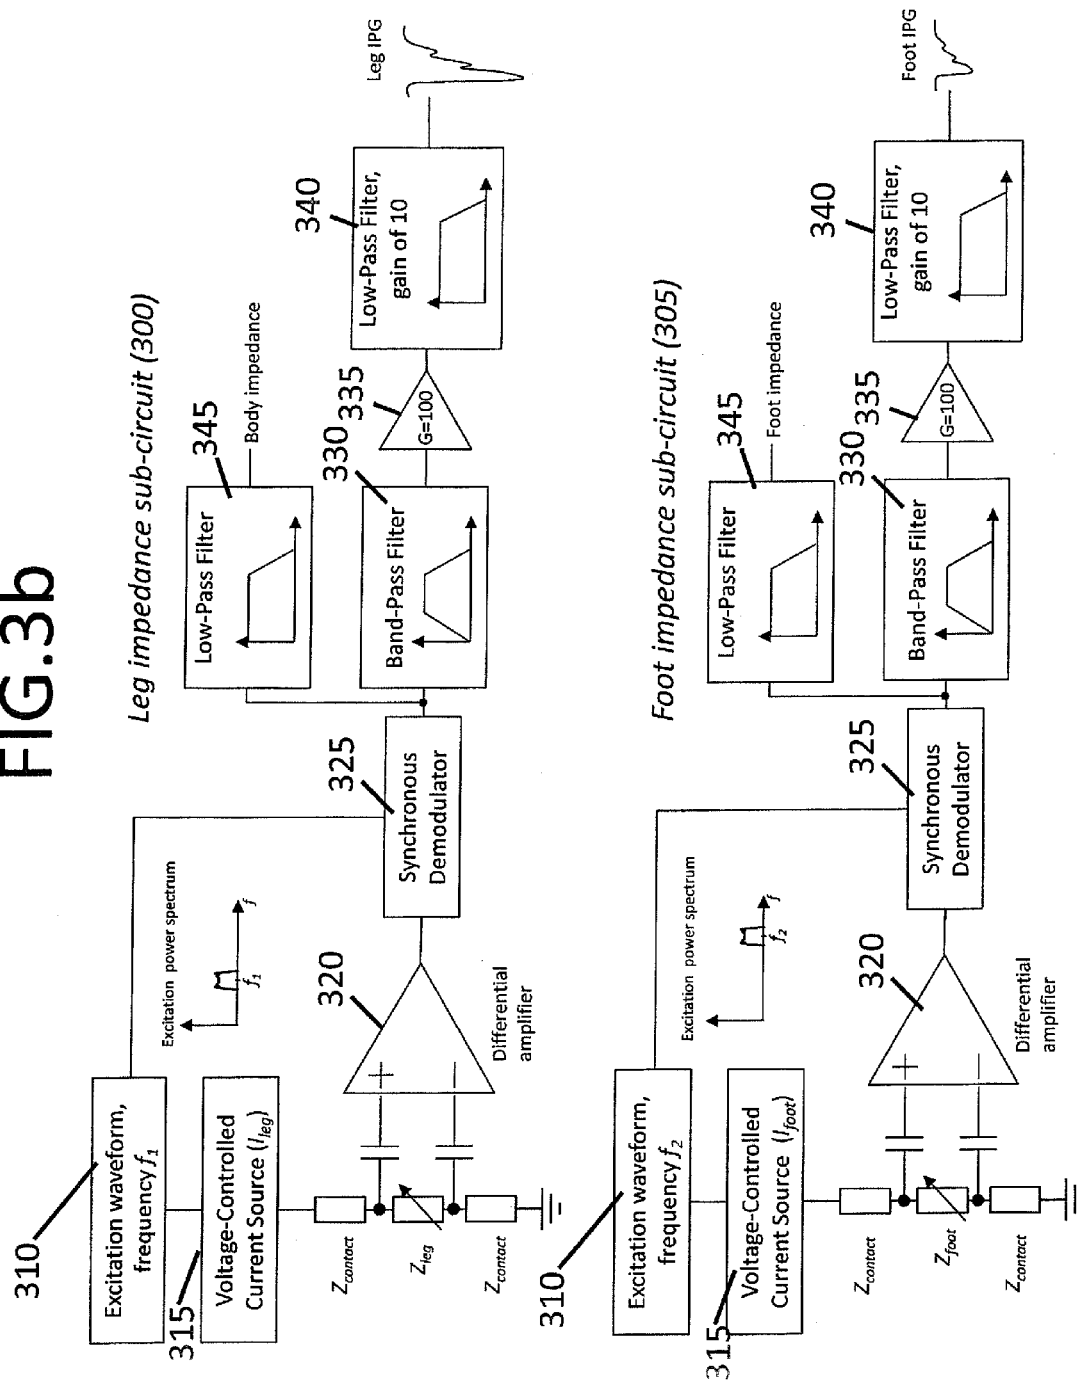 FIG.3b
Leg impedance sub-circuit (300)
310
Excitation waveform,
frequency f1
315
Voltage-Controlled
Current Source (Ileg)
Zcontact
Zleg
Zcontact
Excitation power spectrum
f1
f
320
+
−
Differential
amplifier
325
Synchronous
Demodulator
345
Low-Pass Filter
Body impedance
330
Band-Pass Filter
335
G=100
340
Low-Pass Filter,
gain of 10
Leg IPG
Foot impedance sub-circuit (305)
310
Excitation waveform,
frequency f2
315
Voltage-Controlled
Current Source (Ifoot)
Zcontact
Zfoot
Zcontact
Excitation power spectrum
f2
f
320
+
−
Differential
amplifier
325
Synchronous
Demodulator
345
Low-Pass Filter
Foot impedance
330
Band-Pass Filter
335
G=100
340
Low-Pass Filter,
gain of 10
Foot IPG